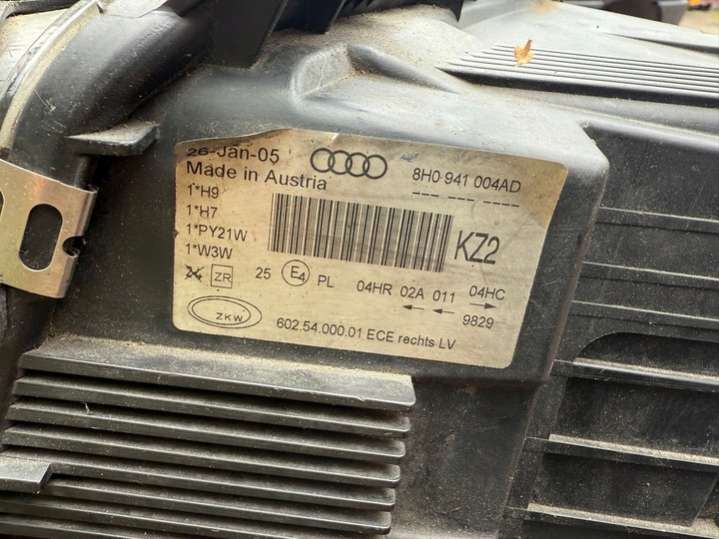 26-Jan-05
8H0 941 004AD
Made in Austria
--- --- --- ---
1*H9
1*H7
1*PY21W
1*W3W
KZ2
ZR 25 E4 PL 04HR 02A 011 04HC
← ← →
9829
ZKW
602.54.000.01 ECE rechts LV